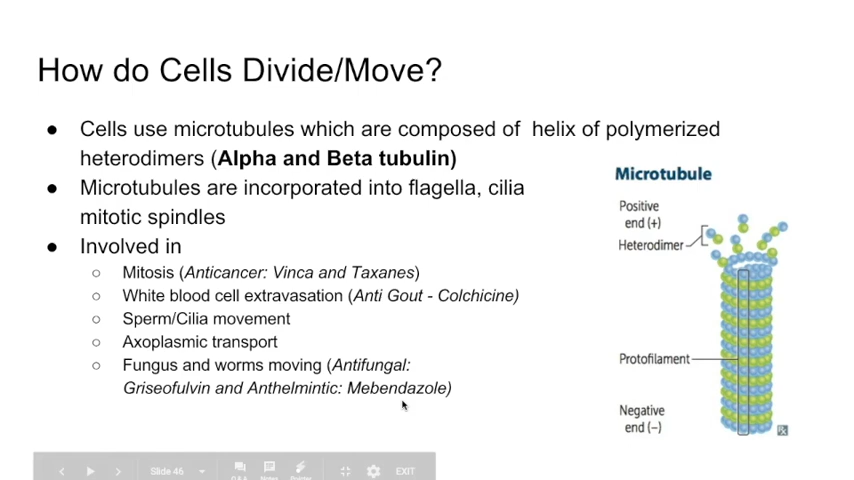 How do Cells Divide/Move?
● Cells use microtubules which are composed of helix of polymerized
heterodimers (Alpha and Beta tubulin)
● Microtubules are incorporated into flagella, cilia
mitotic spindles
● Involved in
○ Mitosis (Anticancer: Vinca and Taxanes)
○ White blood cell extravasation (Anti Gout - Colchicine)
○ Sperm/Cilia movement
○ Axoplasmic transport
○ Fungus and worms moving (Antifungal:
Griseofulvin and Anthelmintic: Mebendazole)
Microtubule
Positive
end (+)
Heterodimer
Protofilament
Negative
end (–)
Slide 46
Q&A
Notes
Pointer
EXIT